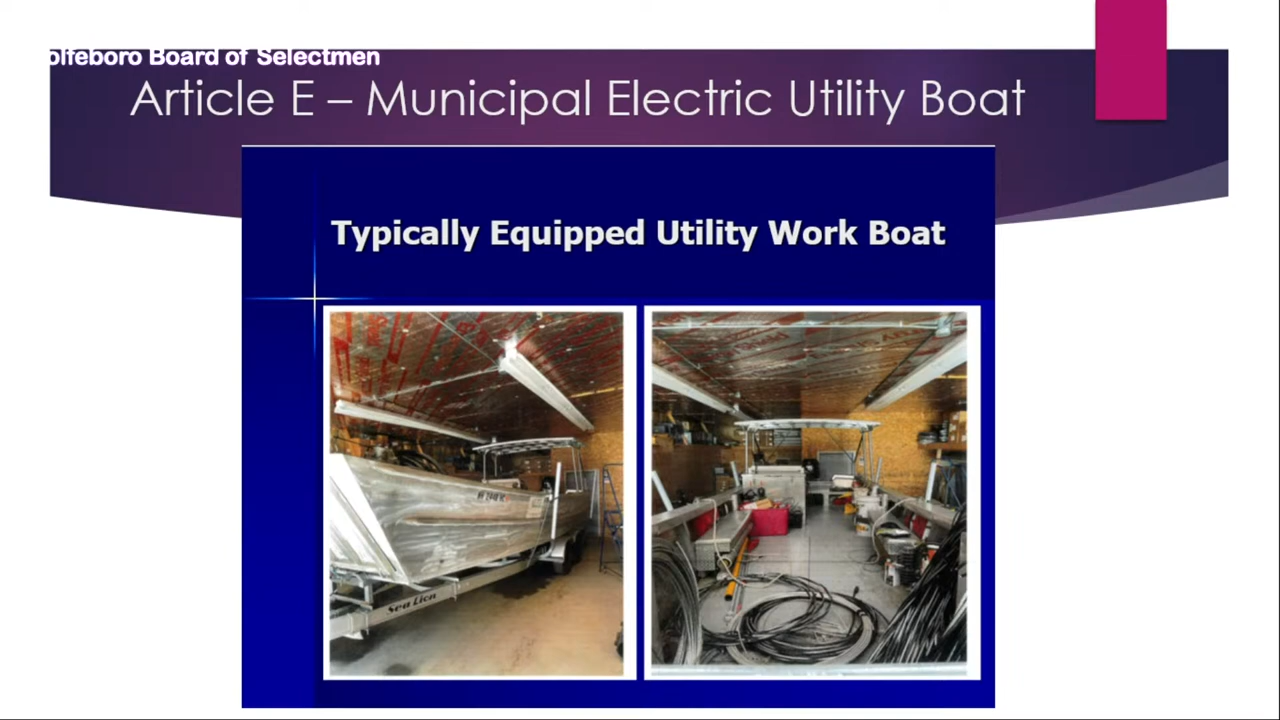 olfeboro Board of Selectmen
Article E – Municipal Electric Utility Boat
Typically Equipped Utility Work Boat
Sea Lion